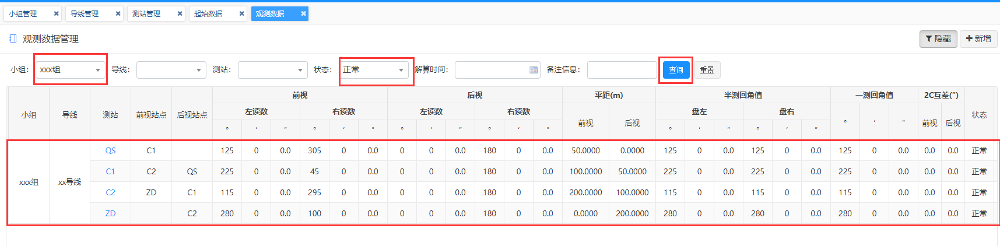 小组管理 ✖ 导线管理 ✖ 测站管理 ✖ 起始数据 ✖ 观测数据 ✖
观测数据管理 隐藏 新增
小组: xxx组 导线: 测站: 状态: 正常 解算时间: 备注信息: 查询 重置
前视 后视 平距(m) 半测回角值 一测回角值 2C互差(″)
小组 导线 测站 前视站点 后视站点 左读数 右读数 左读数 右读数 前视 后视 盘左 盘右 ° ′ ″ 前视 后视 状态
° ′ ″ ° ′ ″ ° ′ ″ ° ′ ″ ° ′ ″ ° ′ ″
xxx组 xx导线
QS C1 125 0 0.0 305 0 0.0 0 0 0.0 180 0 0.0 50.0000 0.0000 125 0 0.0 125 0 0.0 125 0 0.0 0.0 0.0 正常
C1 C2 QS 225 0 0.0 45 0 0.0 0 0 0.0 180 0 0.0 100.0000 50.0000 225 0 0.0 225 0 0.0 225 0 0.0 0.0 0.0 正常
C2 ZD C1 115 0 0.0 295 0 0.0 0 0 0.0 180 0 0.0 200.0000 100.0000 115 0 0.0 115 0 0.0 115 0 0.0 0.0 0.0 正常
ZD C2 280 0 0.0 100 0 0.0 0 0 0.0 180 0 0.0 0.0000 200.0000 280 0 0.0 280 0 0.0 280 0 0.0 0.0 0.0 正常